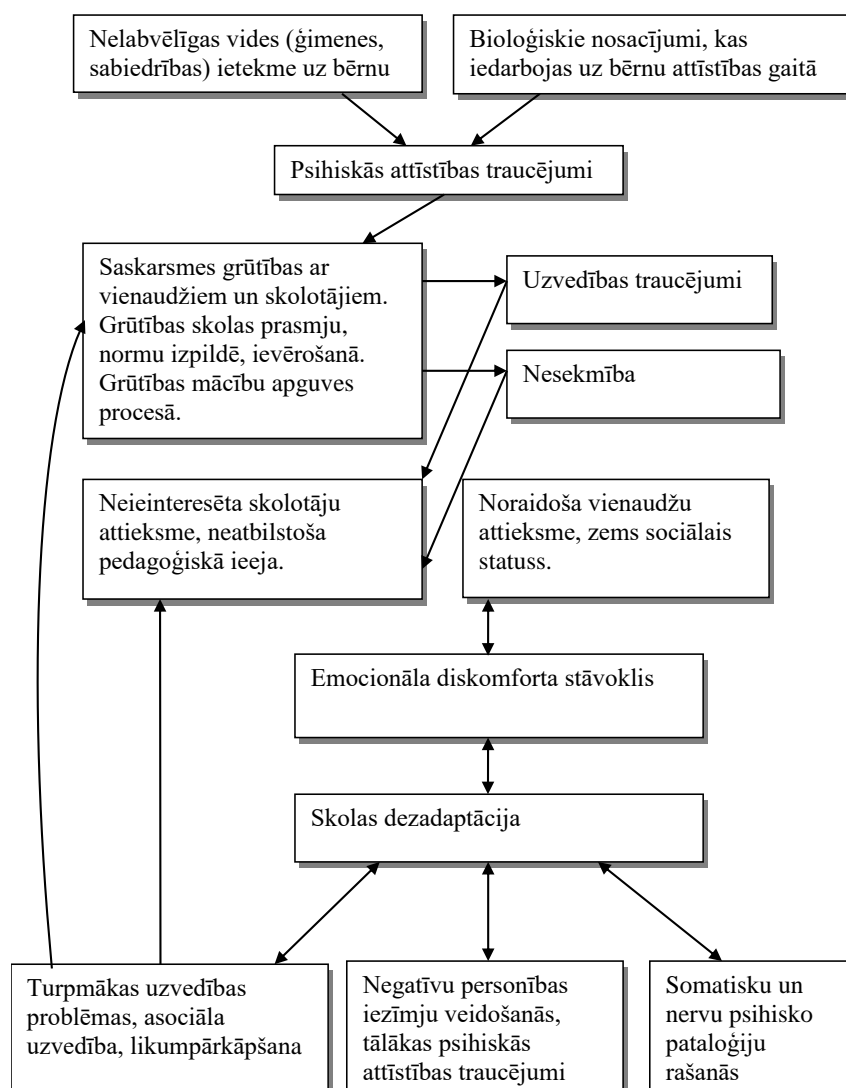 Nelabvēlīgas vides (ģimenes,
sabiedrības) ietekme uz bērnu
Bioloģiskie nosacījumi, kas
iedarbojas uz bērnu attīstības gaitā
Psihiskās attīstības traucējumi
Saskarsmes grūtības ar
vienaudžiem un skolotājiem.
Grūtības skolas prasmju,
normu izpildē, ievērošanā.
Grūtības mācību apguves
procesā.
Uzvedības traucējumi
Nesekmība
Neieinteresēta skolotāju
attieksme, neatbilstoša
pedagoģiskā ieeja.
Noraidoša vienaudžu
attieksme, zems sociālais
statuss.
Emocionāla diskomforta stāvoklis
Skolas dezadaptācija
Turpmākas uzvedības
problēmas, asociāla
uzvedība, likumpārkāpšana
Negatīvu personības
iezīmju veidošanās,
tālākas psihiskās
attīstības traucējumi
Somatisku un
nervu psihisko
pataloģiju
rašanās